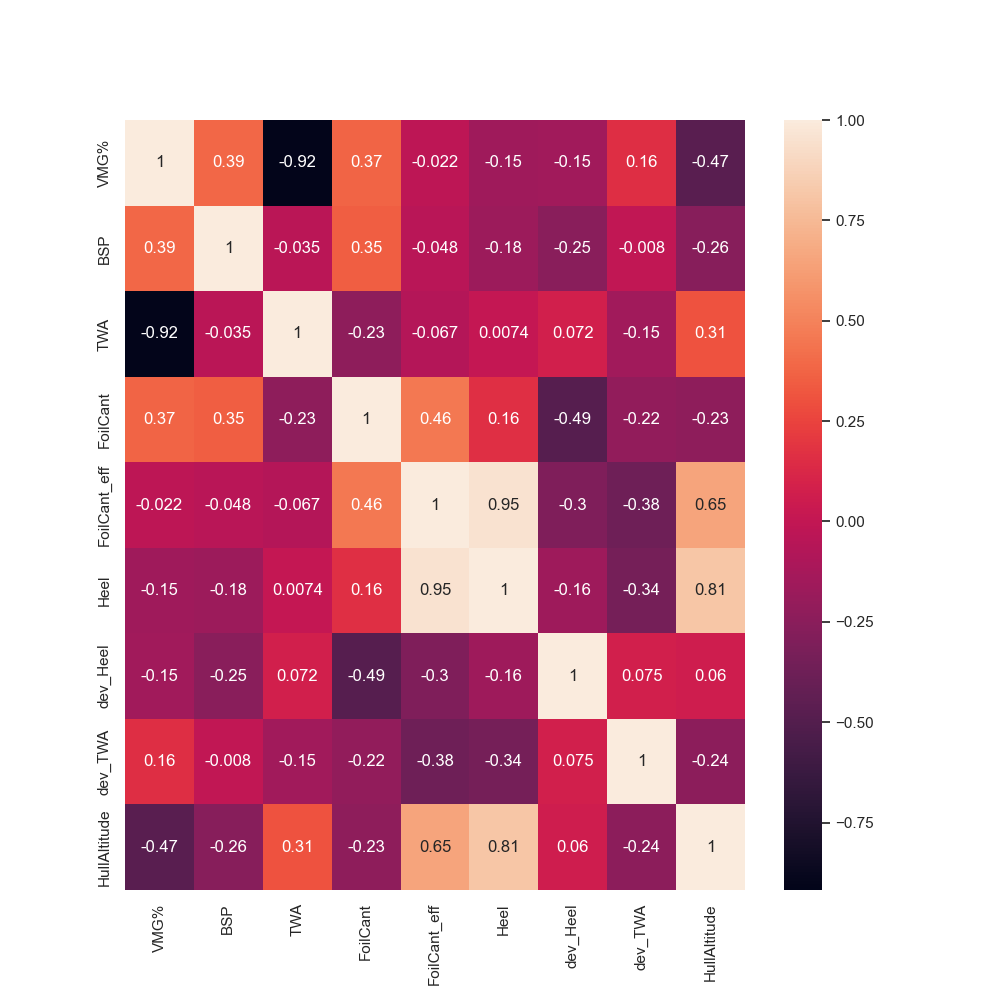 VMG% 1 0.39 -0.92 0.37 -0.022 -0.15 -0.15 0.16 -0.47
BSP 0.39 1 -0.035 0.35 -0.048 -0.18 -0.25 -0.008 -0.26
TWA -0.92 -0.035 1 -0.23 -0.067 0.0074 0.072 -0.15 0.31
FoilCant 0.37 0.35 -0.23 1 0.46 0.16 -0.49 -0.22 -0.23
FoilCant_eff -0.022 -0.048 -0.067 0.46 1 0.95 -0.3 -0.38 0.65
Heel -0.15 -0.18 0.0074 0.16 0.95 1 -0.16 -0.34 0.81
dev_Heel -0.15 -0.25 0.072 -0.49 -0.3 -0.16 1 0.075 0.06
dev_TWA 0.16 -0.008 -0.15 -0.22 -0.38 -0.34 0.075 1 -0.24
HullAltitude -0.47 -0.26 0.31 -0.23 0.65 0.81 0.06 -0.24 1
VMG% BSP TWA FoilCant FoilCant_eff Heel dev_Heel dev_TWA HullAltitude
1.00
0.75
0.50
0.25
0.00
−0.25
−0.50
−0.75